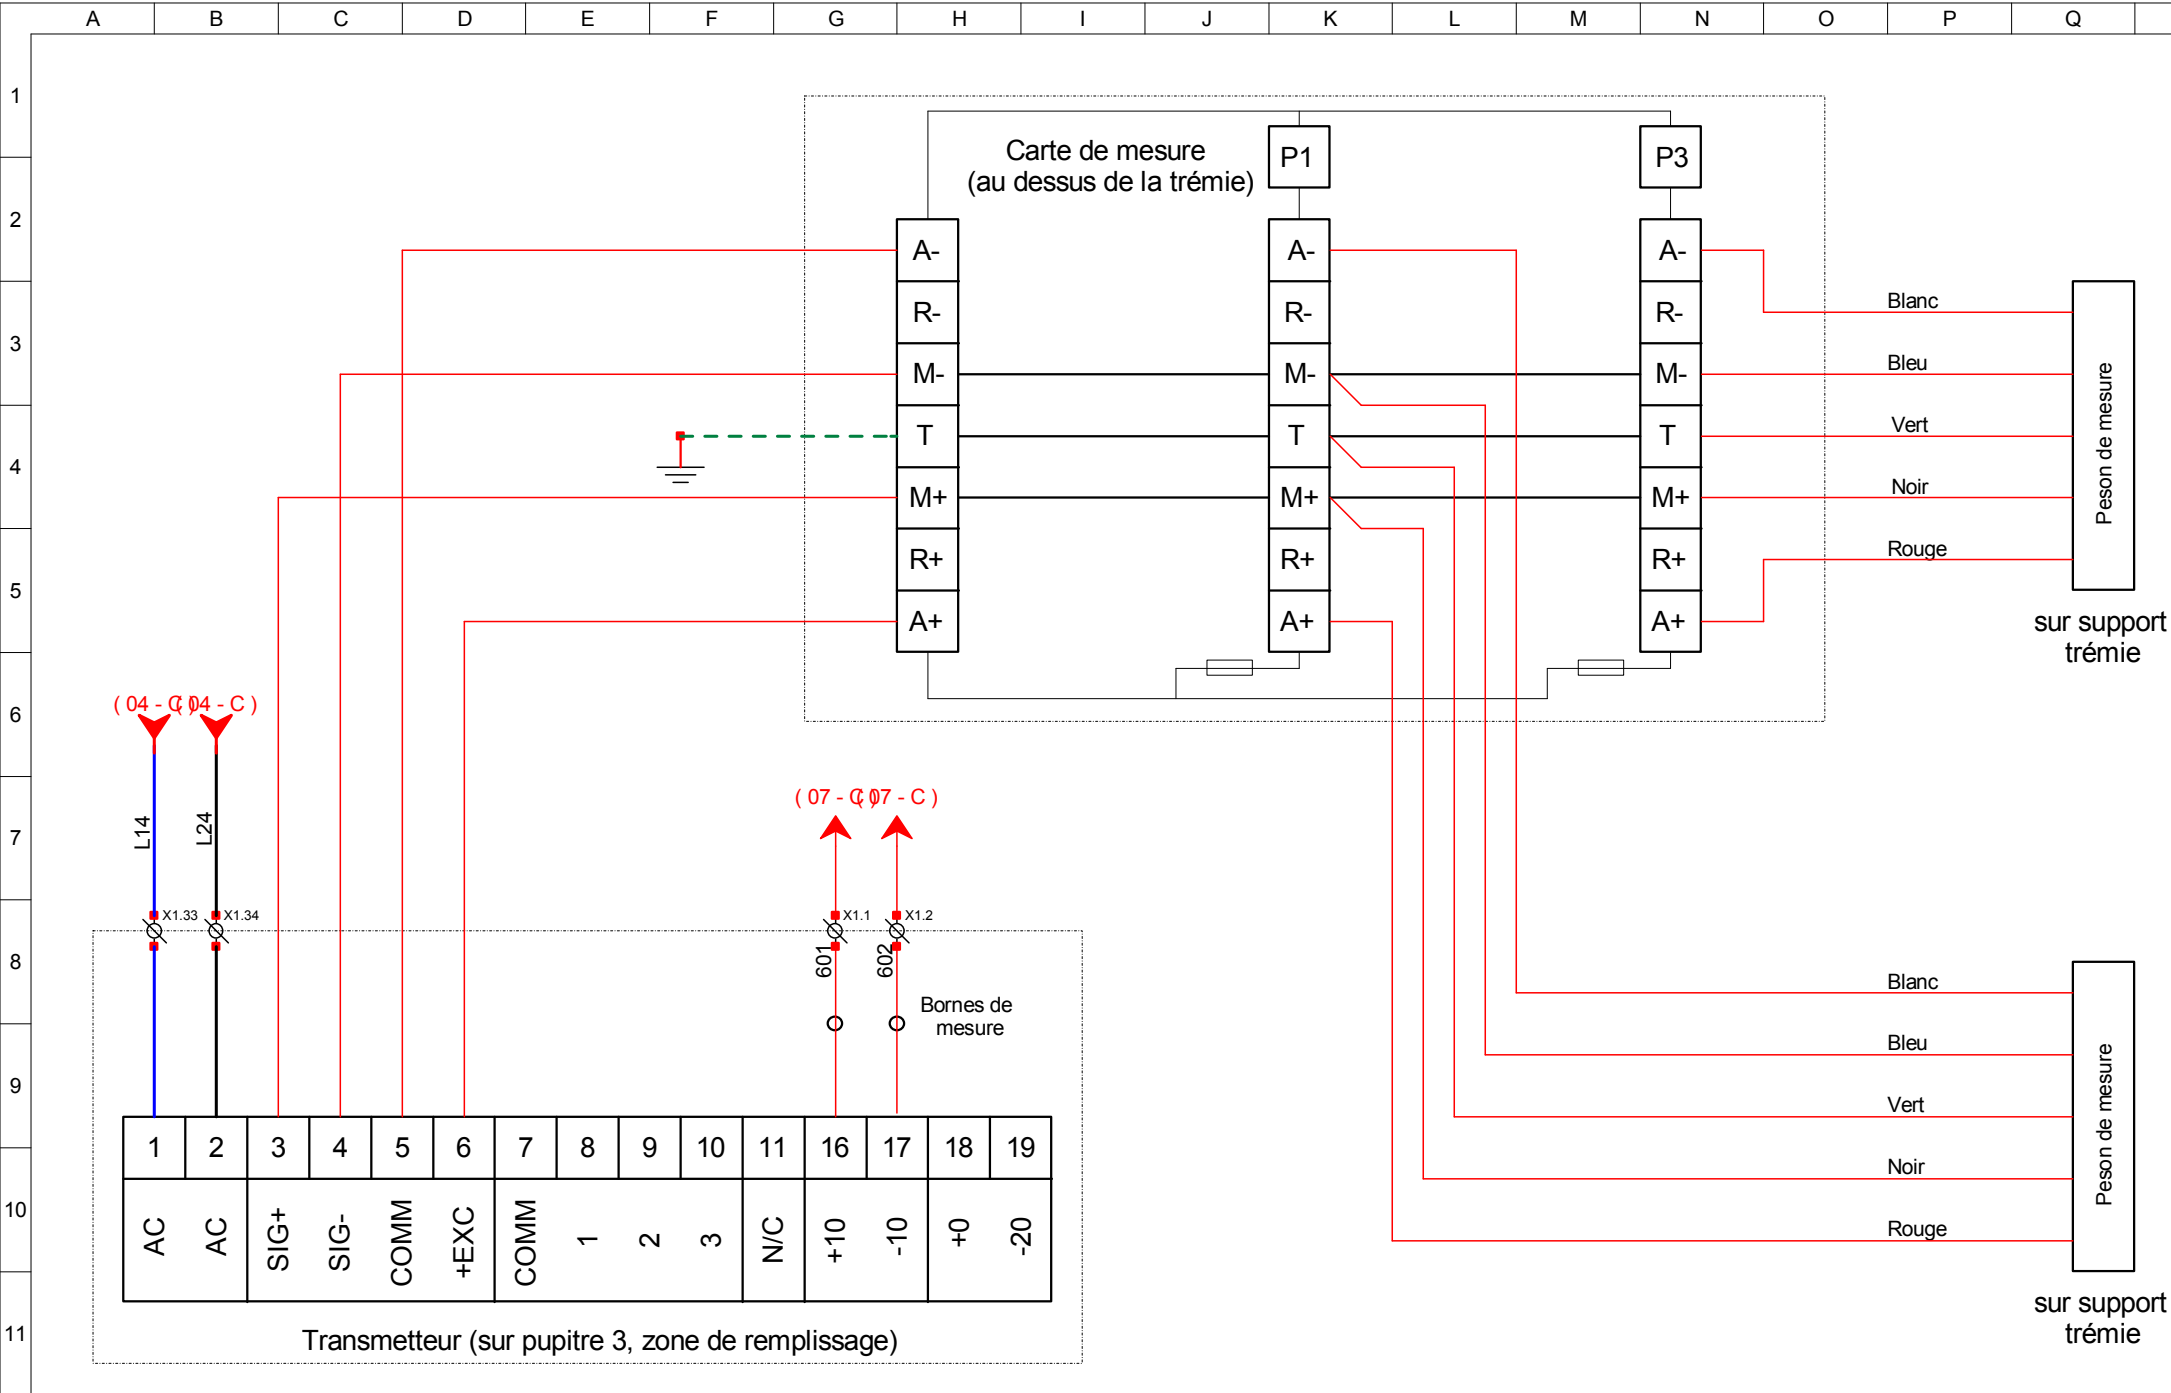 A B C D E F G H I J K L M N O P Q
1
2
3
4
5
6
7
8
9
10
11
Carte de mesure
(au dessus de la trémie)
P1
P3
A-
R-
M-
T
M+
R+
A+
A-
R-
M-
T
M+
R+
A+
A-
R-
M-
T
M+
R+
A+
Blanc
Bleu
Vert
Noir
Rouge
Peson de mesure
sur support
trémie
( 04 - C )
( 04 - C )
L14
L24
X1.33
X1.34
( 07 - C )
( 07 - C )
X1.1
X1.2
601
602
Bornes de
mesure
Blanc
Bleu
Vert
Noir
Rouge
Peson de mesure
sur support
trémie
1 2 3 4 5 6 7 8 9 10 11 16 17 18 19
AC AC SIG+ SIG- COMM +EXC COMM 1 2 3 N/C +10 -10 +0 -20
Transmetteur (sur pupitre 3, zone de remplissage)